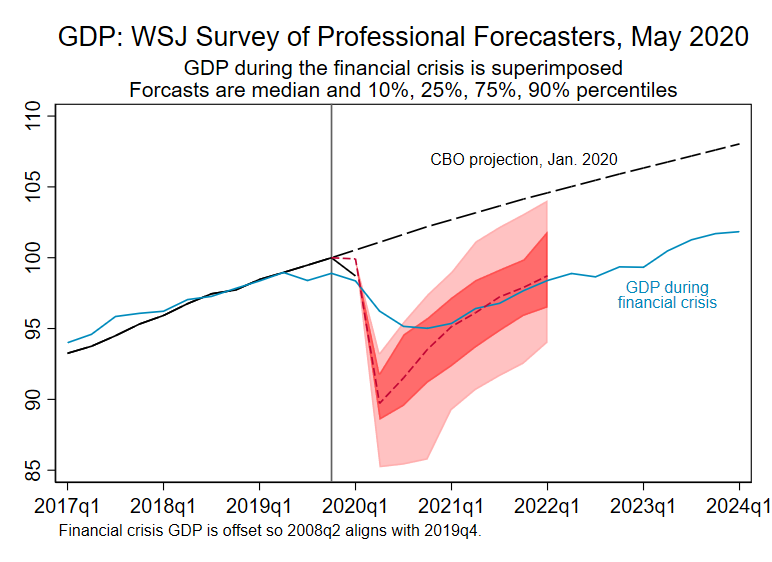 GDP: WSJ Survey of Professional Forecasters, May 2020
GDP during the financial crisis is superimposed
Forcasts are median and 10%, 25%, 75%, 90% percentiles
110
105
100
95
90
85
CBO projection, Jan. 2020
GDP during
financial crisis
2017q1 2018q1 2019q1 2020q1 2021q1 2022q1 2023q1 2024q1
Financial crisis GDP is offset so 2008q2 aligns with 2019q4.